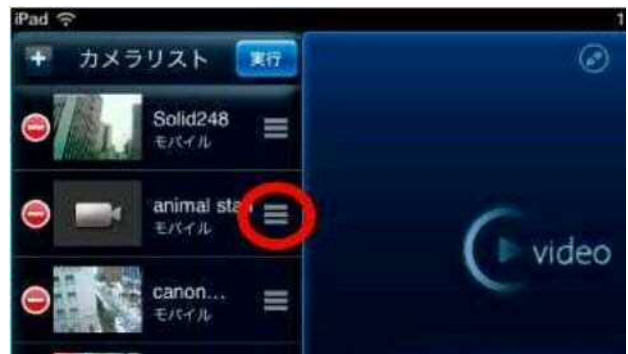 iPad
1
カメラリスト
実行
Solid248
モバイル
animal sta
モバイル
canon...
モバイル
video